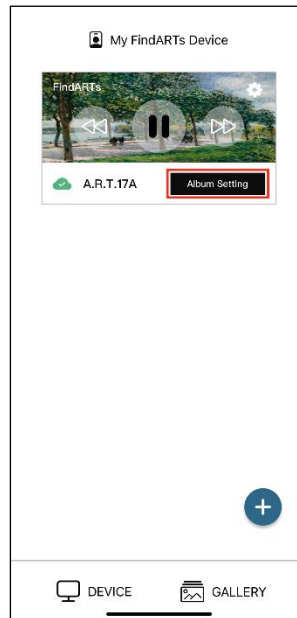 My FindARTs Device
FindARTs
A.R.T.17A
Album Setting
DEVICE
GALLERY